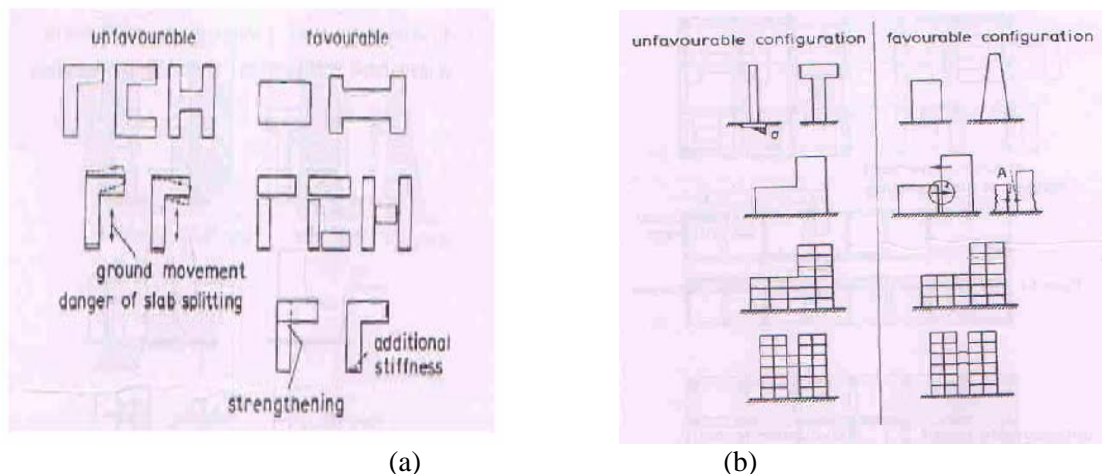 unfavourable
favourable
ground movement
danger of slab splitting
additional
stiffness
strengthening
(a)
unfavourable configuration
favourable configuration
σ
A
(b)